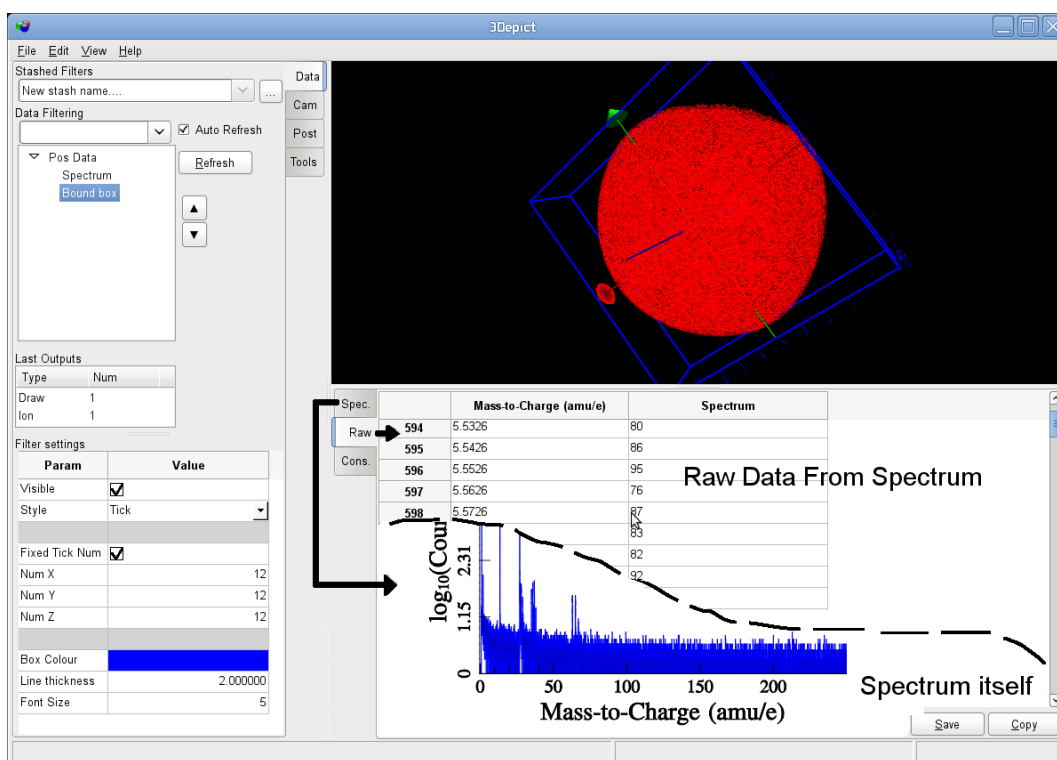 3Depict
File Edit View Help
Stashed Filters
New stash name....
...
Data Filtering
Auto Refresh
Pos Data
Spectrum
Bound box
Refresh
Data
Cam
Post
Tools
Last Outputs
Type Num
Draw 1
Ion 1
Filter settings
Param Value
Visible
Style Tick
Fixed Tick Num
Num X 12
Num Y 12
Num Z 12
Box Colour
Line thickness 2.000000
Font Size 5
Spec.
Raw
Cons.
Mass-to-Charge (amu/e) Spectrum
594 5.5326 80
595 5.5426 86
596 5.5526 95
597 5.5626 76
598 5.5726 87
83
82
92
Raw Data From Spectrum
log10(Cour
2.31
1.15
0
0 50 100 150 200
Mass-to-Charge (amu/e)
Spectrum itself
Save Copy